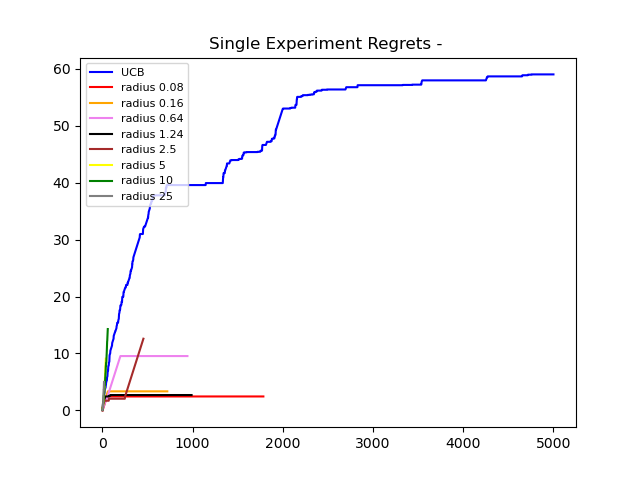 Single Experiment Regrets -
60
50
40
30
20
10
0
UCB
radius 0.08
radius 0.16
radius 0.64
radius 1.24
radius 2.5
radius 5
radius 10
radius 25
0 1000 2000 3000 4000 5000